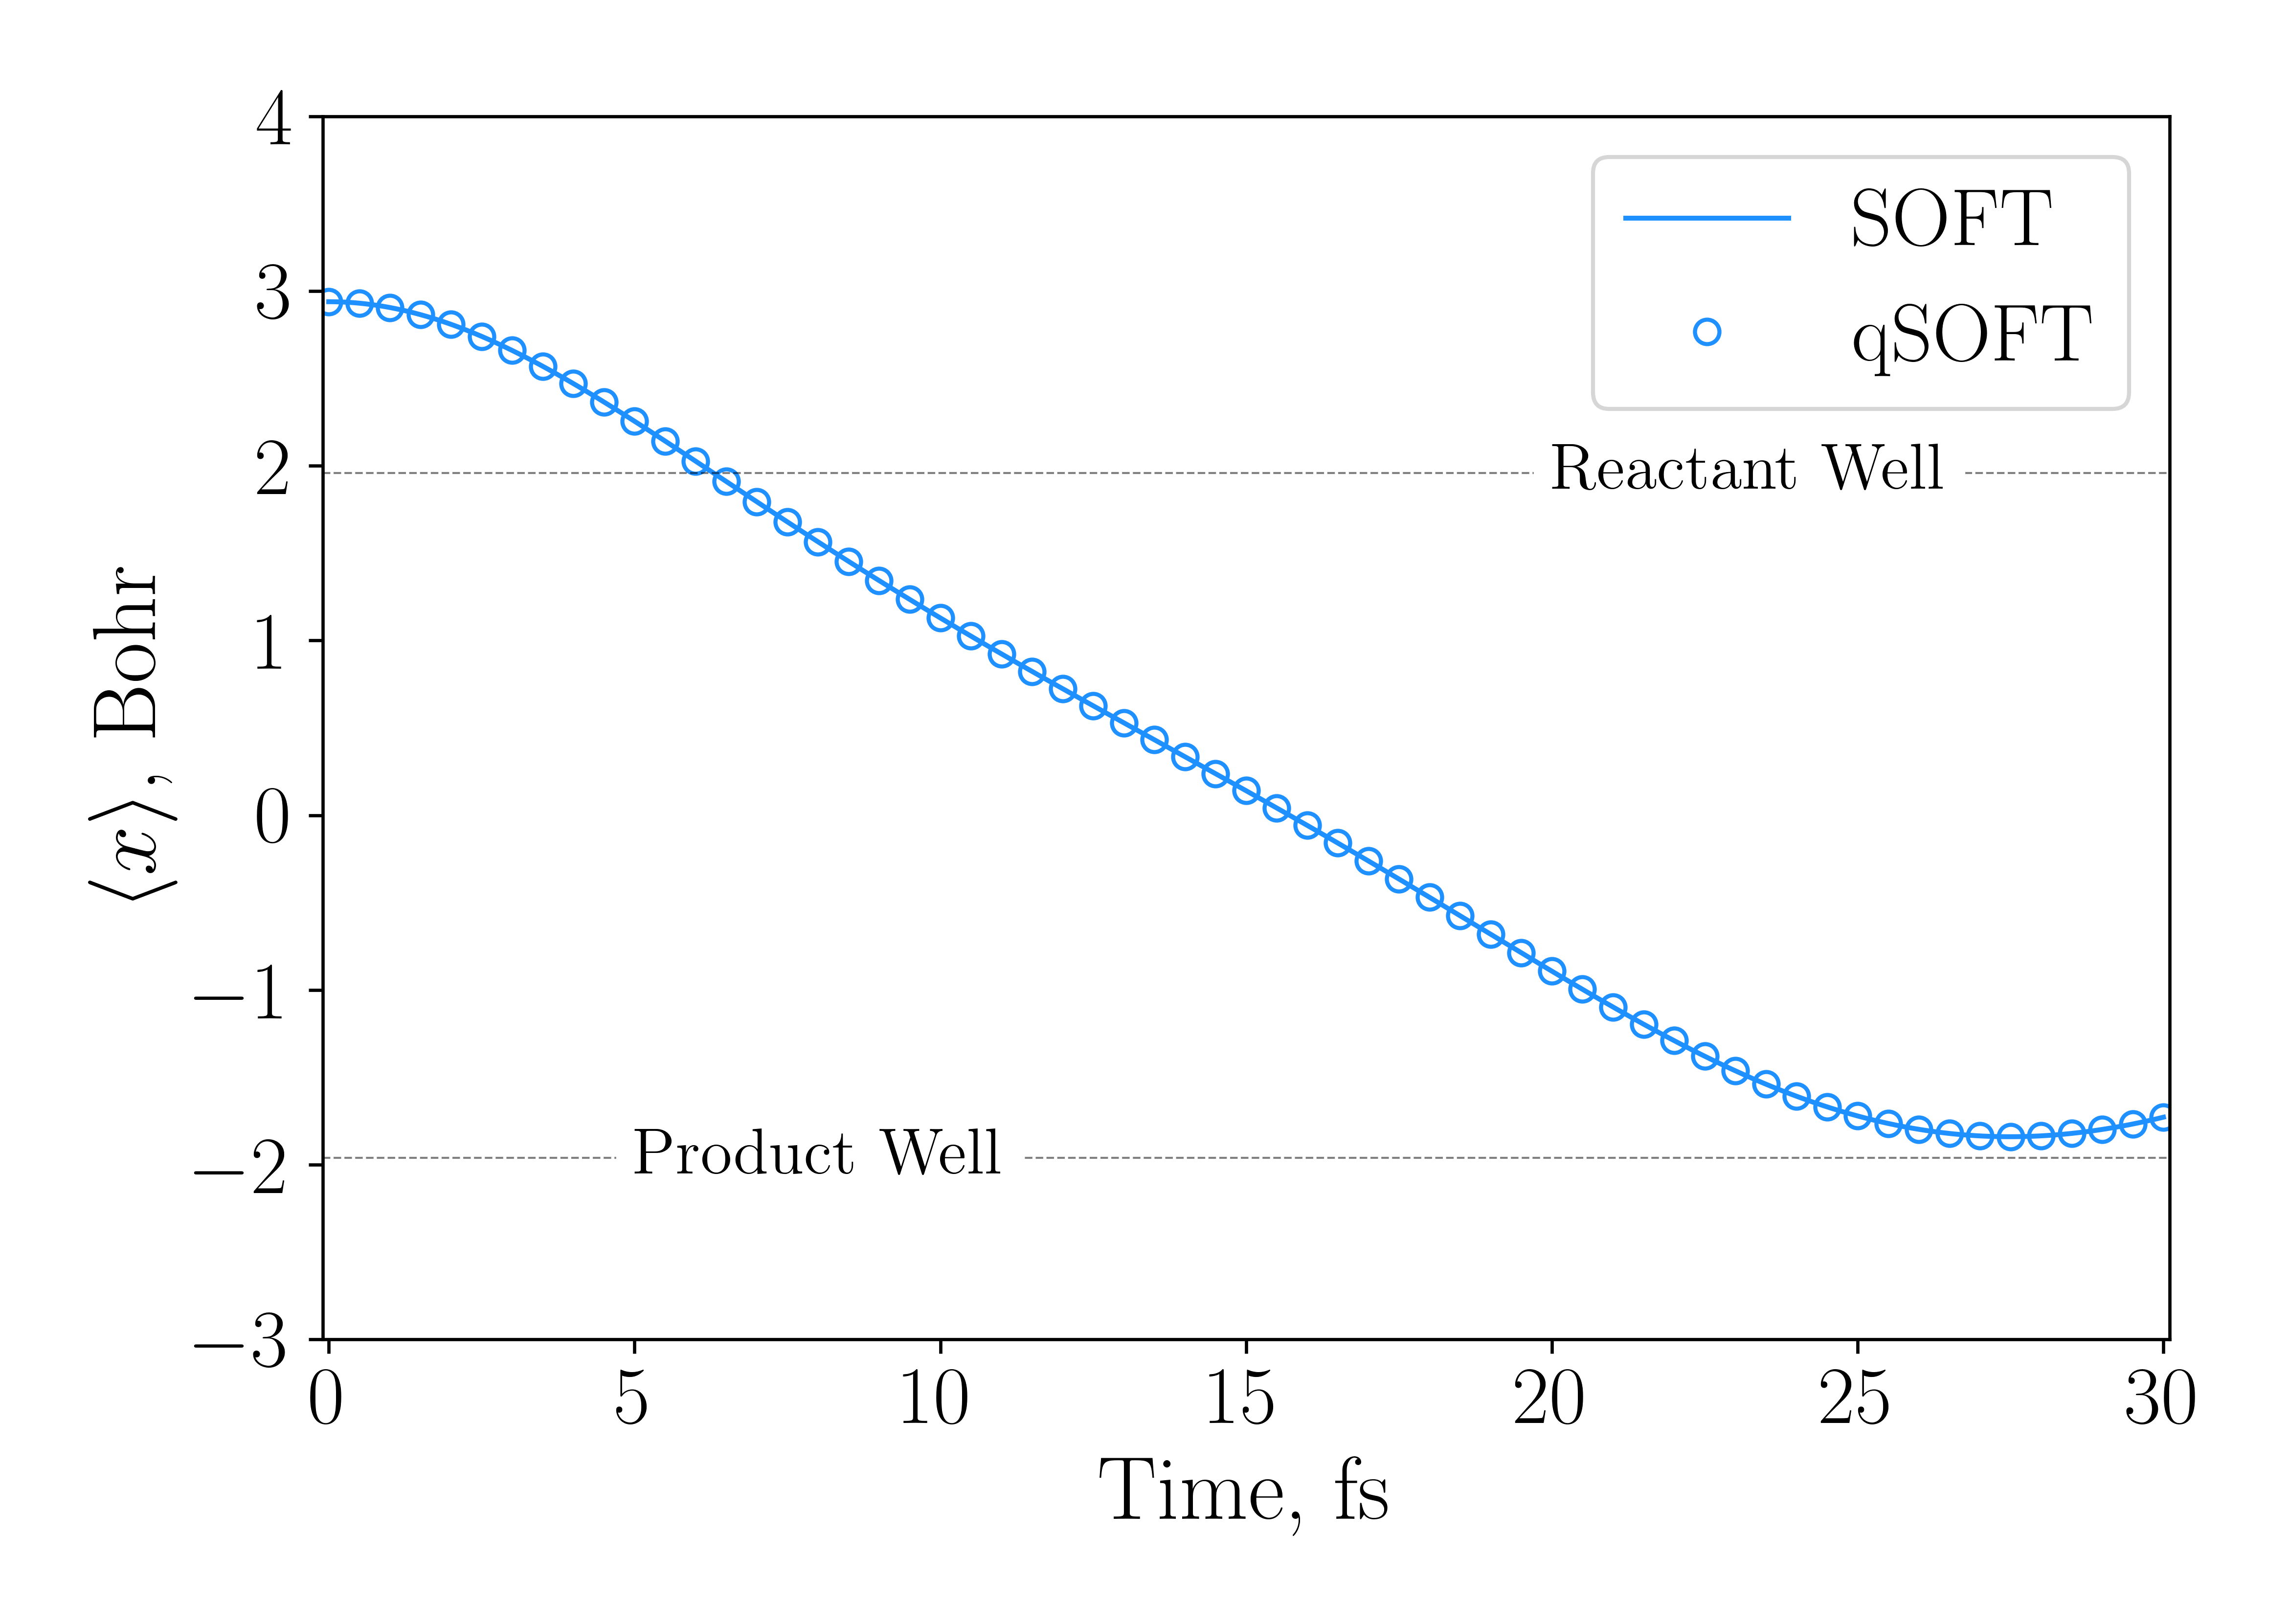 4
3
2
1
0
−1
−2
−3
⟨x⟩, Bohr
SOFT
qSOFT
Reactant Well
Product Well
0 5 10 15 20 25 30
Time, fs